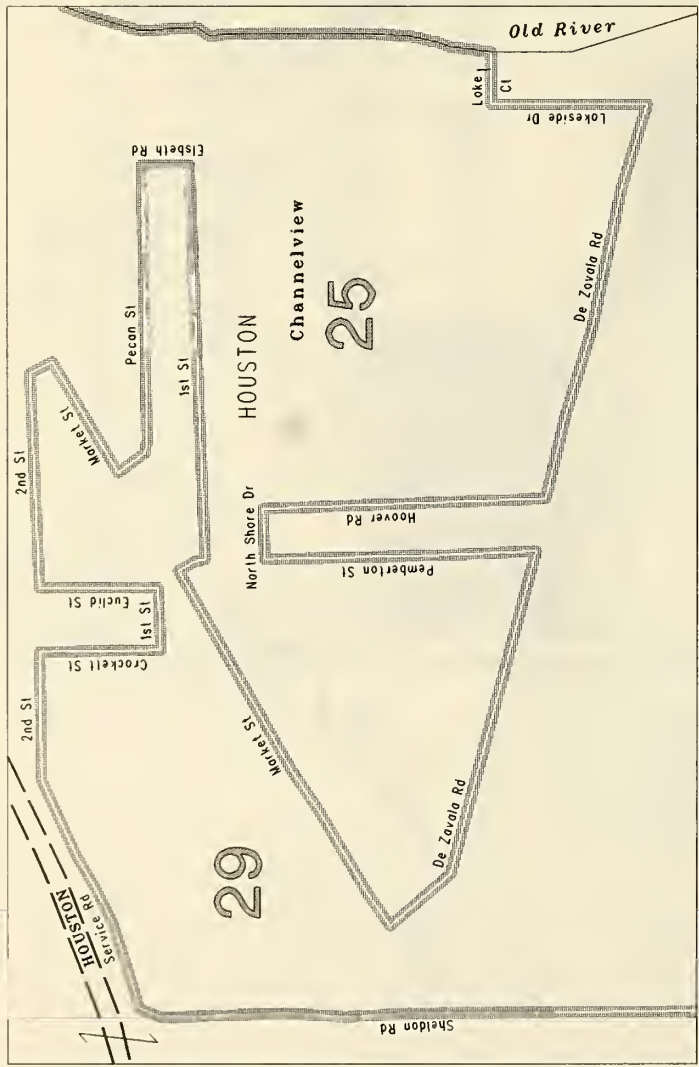 Old River
Lake
Ct
Lakeside Dr
Elsbeth Rd
Pecan St
1st St
HOUSTON
Channelview
25
De Zavala Rd
2nd St
Market St
North Shore Dr
Hoover Rd
Pemberton St
Euclid St
1st St
Crockett St
2nd St
Market St
De Zavala Rd
29
HOUSTON
Service Rd
Sheldon Rd